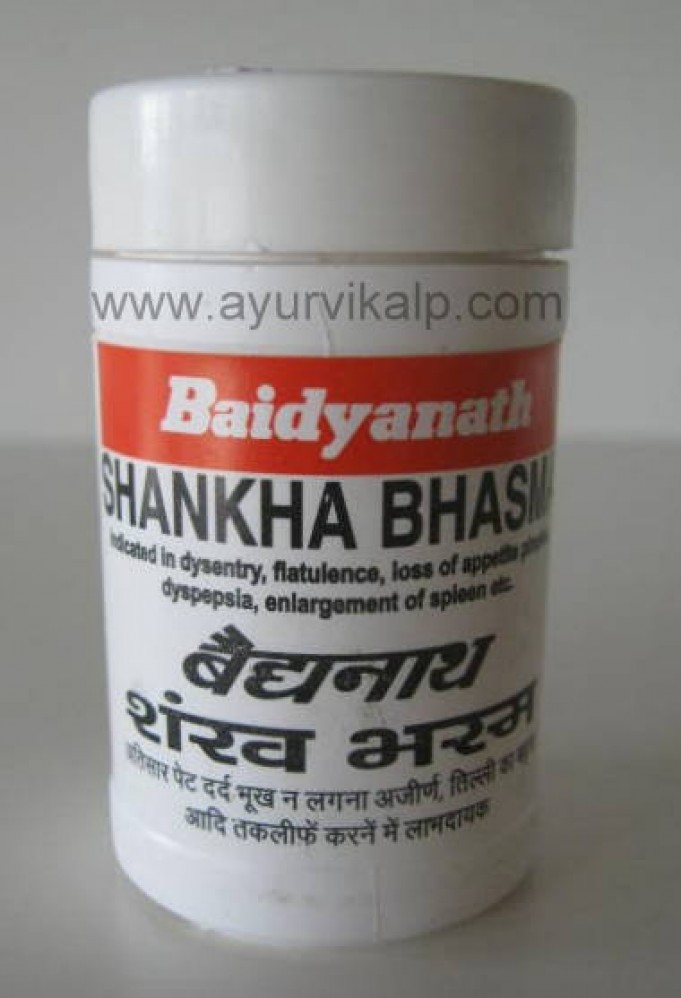 www.ayurvikalp.com
Baidyanath
SHANKHA BHASMA
indicated in dysentry, flatulence, loss of appetite
dyspepsia, enlargement of spleen etc.
बैद्यनाथ
शंख भस्म
अतिसार पेट दर्द भूख न लगना अजीर्ण, तिल्ली का
आदि तकलीफें करनें में लाभदायक